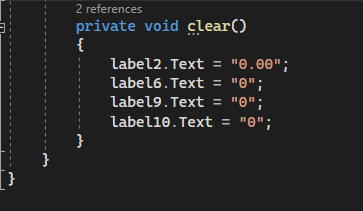 2 references
private void clear()
{
label2.Text = "0.00";
label6.Text = "0";
label9.Text = "0";
label10.Text = "0";
}
}
}